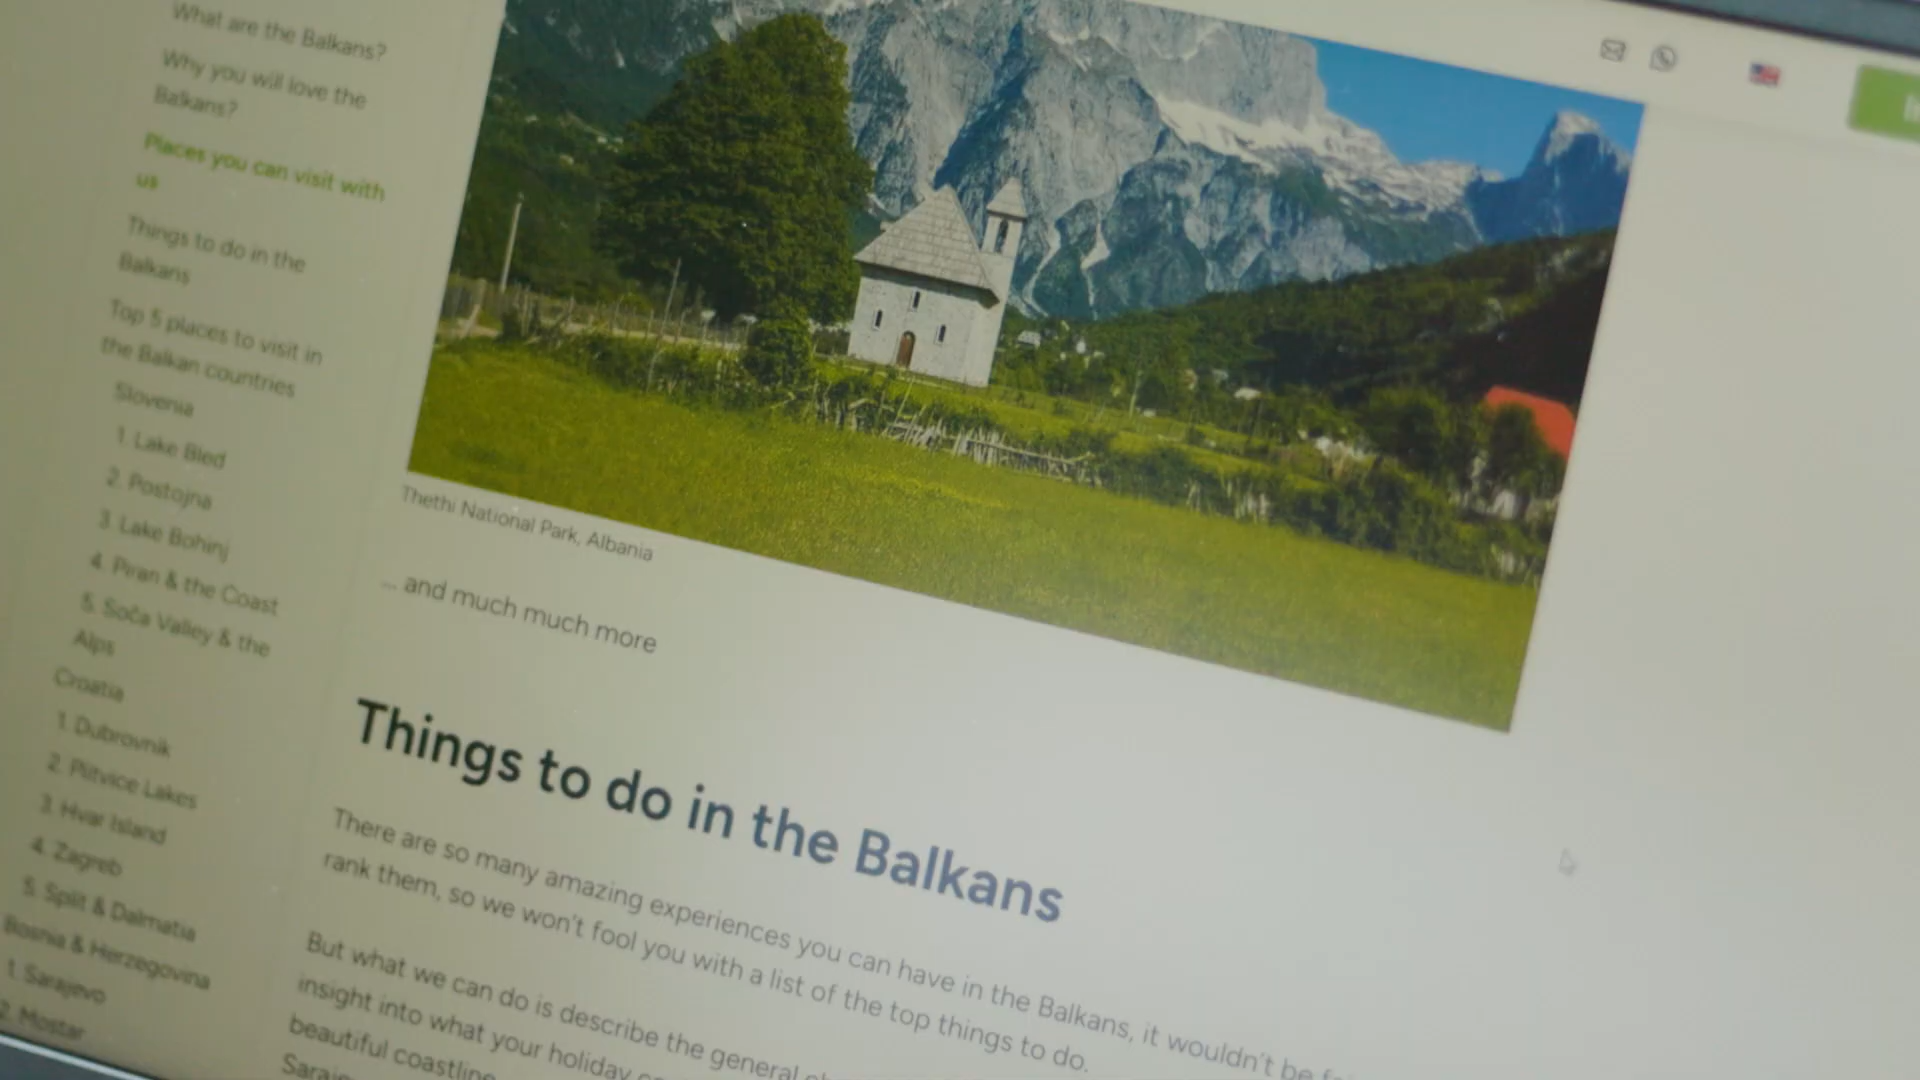 What are the Balkans?
Why you will love the
Balkans?
Places you can visit with
us
Things to do in the
Balkans
Top 5 places to visit in
the Balkan countries
Slovenia
1. Lake Bled
2. Postojna
3. Lake Bohinj
4. Piran & the Coast
5. Soča Valley & the
Alps
Croatia
1. Dubrovnik
2. Plitvice Lakes
3. Hvar Island
4. Zagreb
5. Split & Dalmatia
Bosnia & Herzegovina
1. Sarajevo
2. Mostar
Thethi National Park, Albania
... and much much more
Things to do in the Balkans
There are so many amazing experiences you can have in the Balkans, it wouldn't be
rank them, so we won't fool you with a list of the top things to do.
But what we can do is describe the general
insight into what your holiday
beautiful